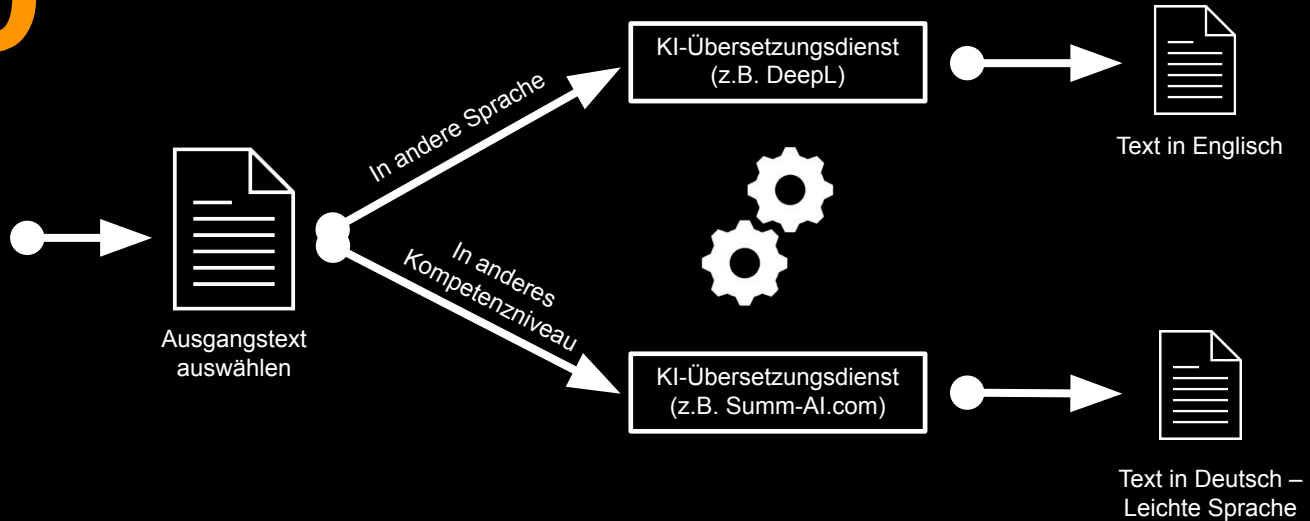 KI-Übersetzungsdienst
(z.B. DeepL)
In andere Sprache
Text in Englisch
Ausgangstext
auswählen
In anderes
Kompetenzniveau
KI-Übersetzungsdienst
(z.B. Summ-AI.com)
Text in Deutsch –
Leichte Sprache